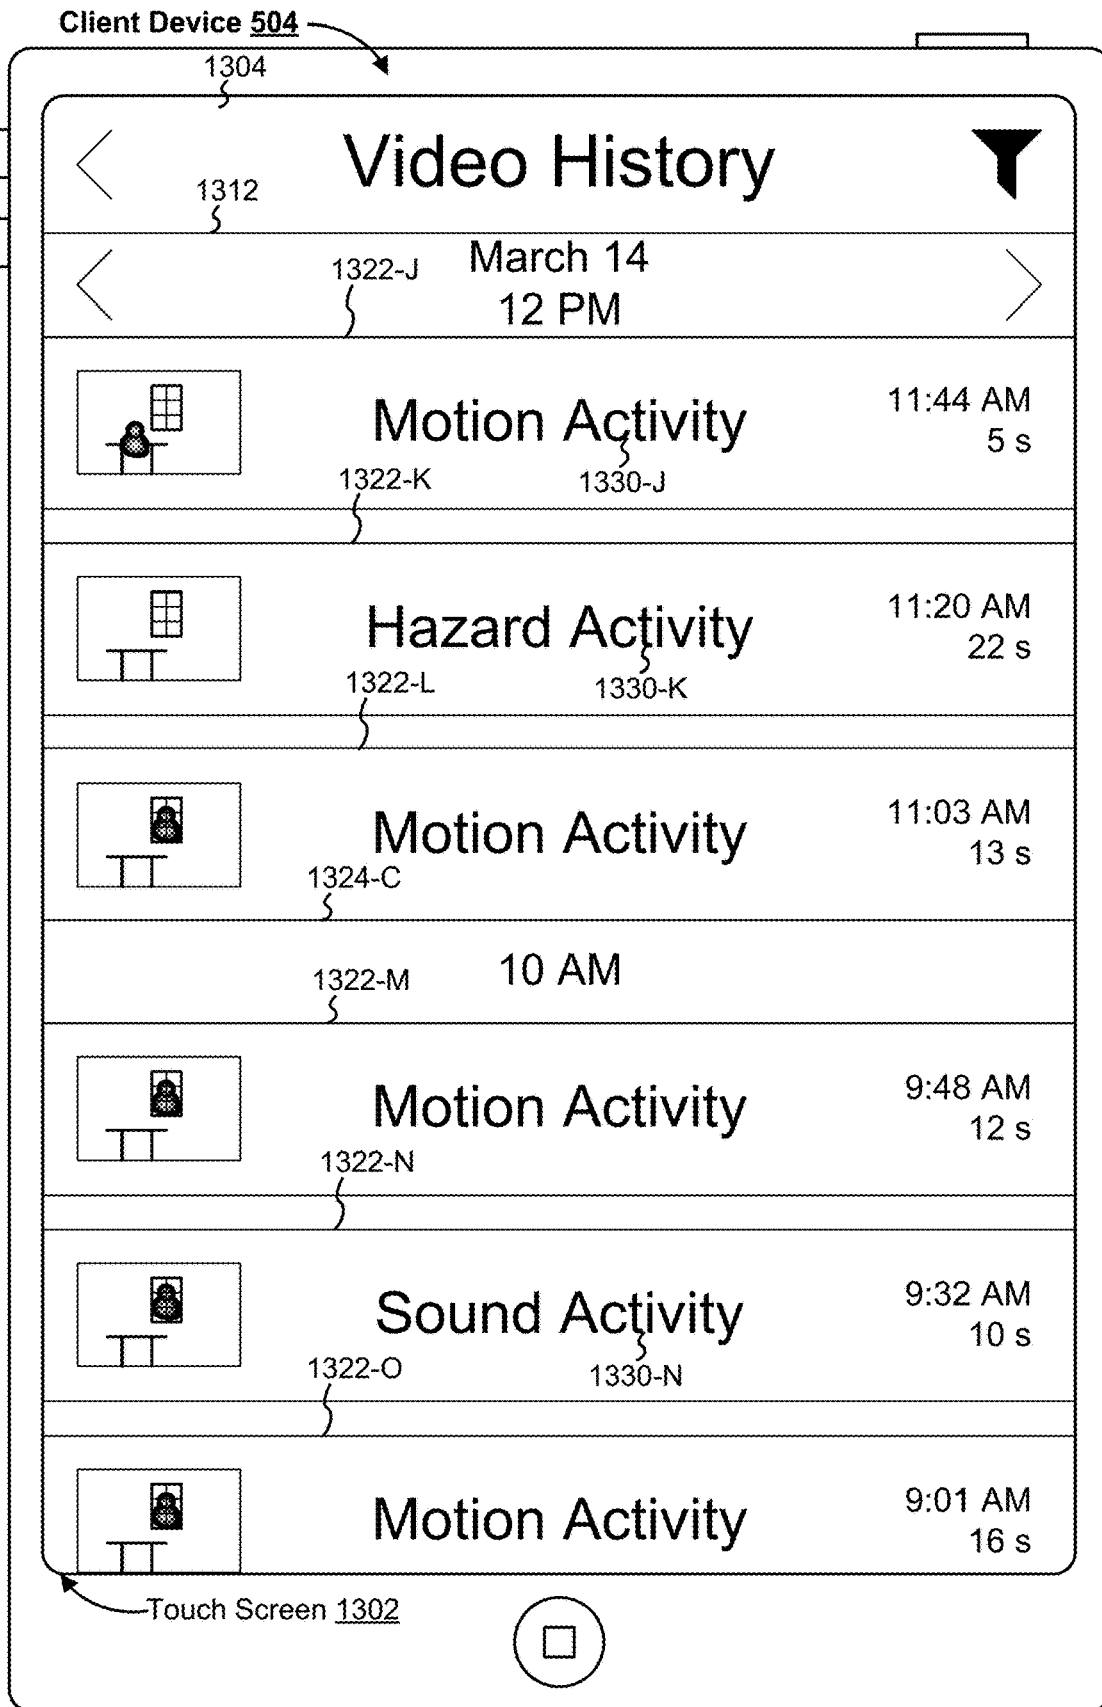 Client Device 504
1304
Video History
1312
March 14
1322-J
12 PM
11:44 AM
Motion Activity
5 s
1322-K
1330-J
11:20 AM
Hazard Activity
22 s
1322-L
1330-K
11:03 AM
Motion Activity
13 s
1324-C
10 AM
1322-M
9:48 AM
Motion Activity
12 s
1322-N
9:32 AM
Sound Activity
10 s
1322-O
1330-N
9:01 AM
Motion Activity
16 s
Touch Screen 1302